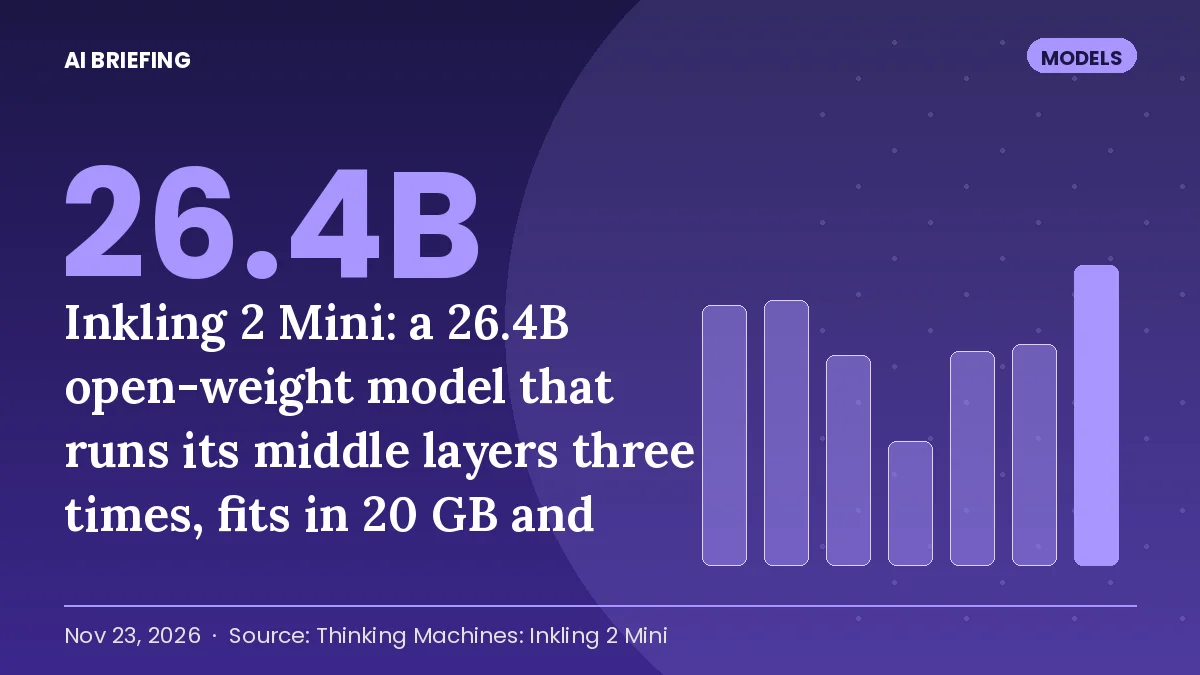 AI BRIEFING
MODELS
26.4B
Inkling 2 Mini: a 26.4B
open-weight model that
runs its middle layers three
times, fits in 20 GB and
Nov 23, 2026 · Source: Thinking Machines: Inkling 2 Mini